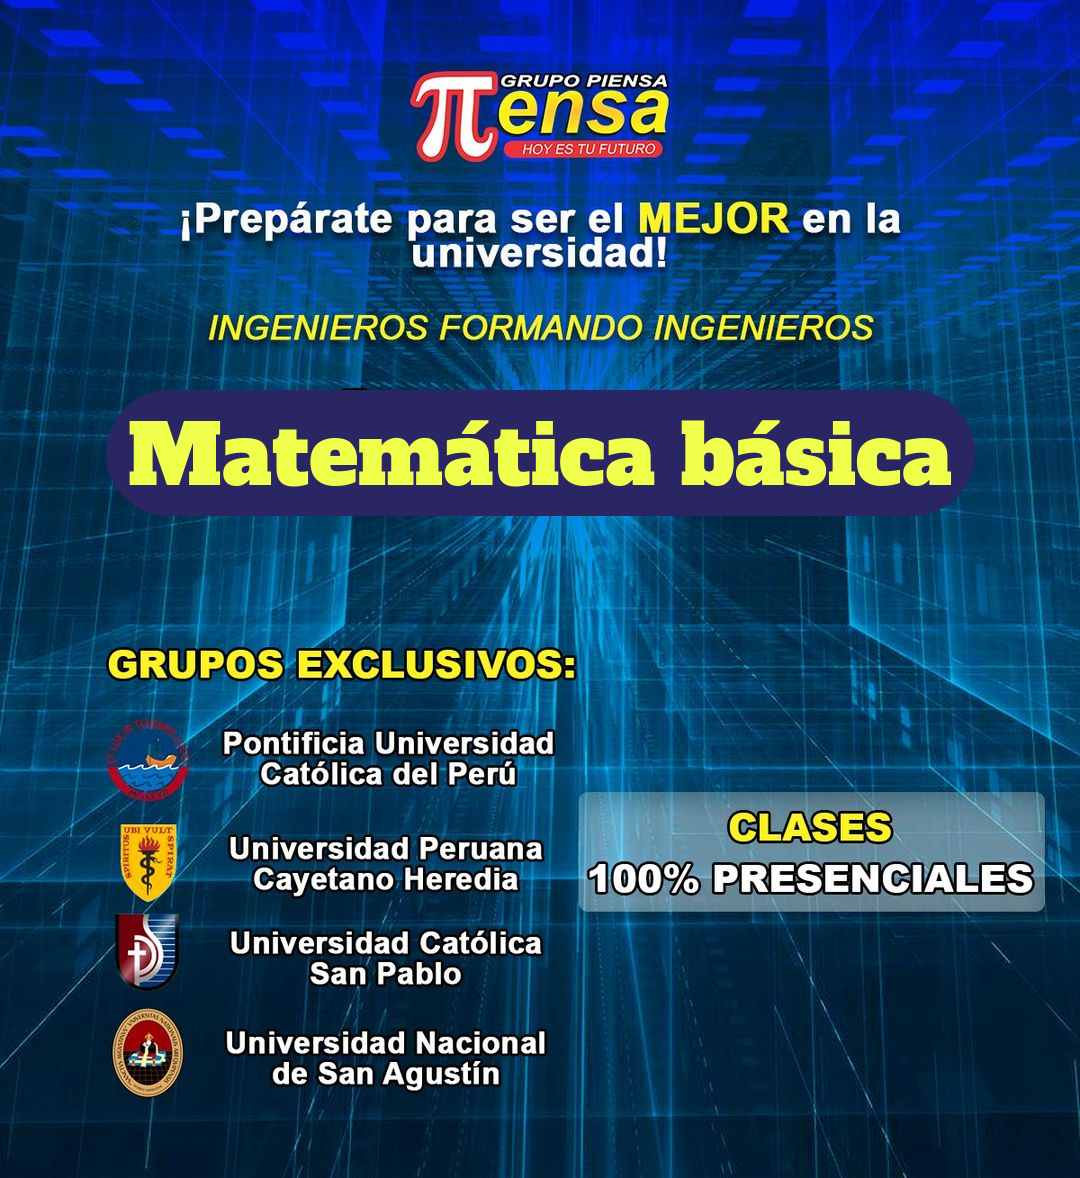 GRUPO PIENSA
πensa
HOY ES TU FUTURO
¡Prepárate para ser el MEJOR en la
universidad!
INGENIEROS FORMANDO INGENIEROS
Matemática básica
GRUPOS EXCLUSIVOS:
Pontificia Universidad
Católica del Perú
UBI VULT
SPIRITUS
SPIRAT
Universidad Peruana
Cayetano Heredia
CLASES
100% PRESENCIALES
Universidad Católica
San Pablo
Universidad Nacional
de San Agustín